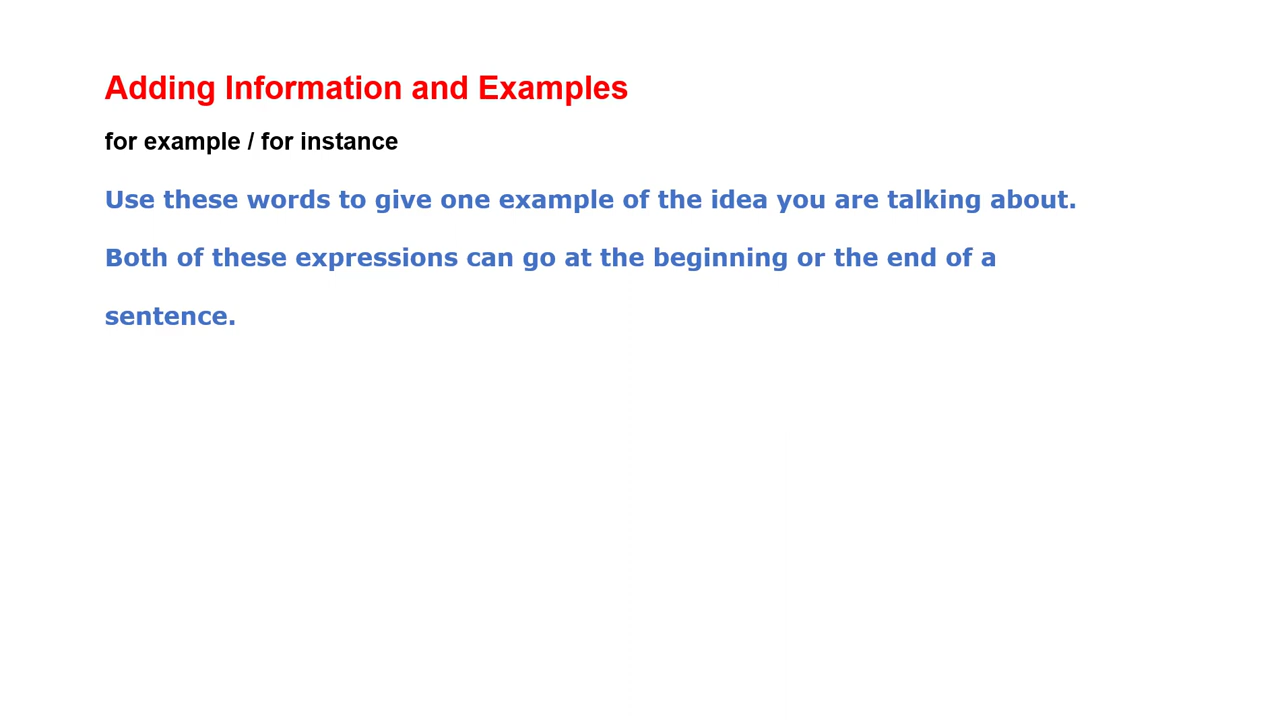 Adding Information and Examples
for example / for instance
Use these words to give one example of the idea you are talking about.
Both of these expressions can go at the beginning or the end of a
sentence.